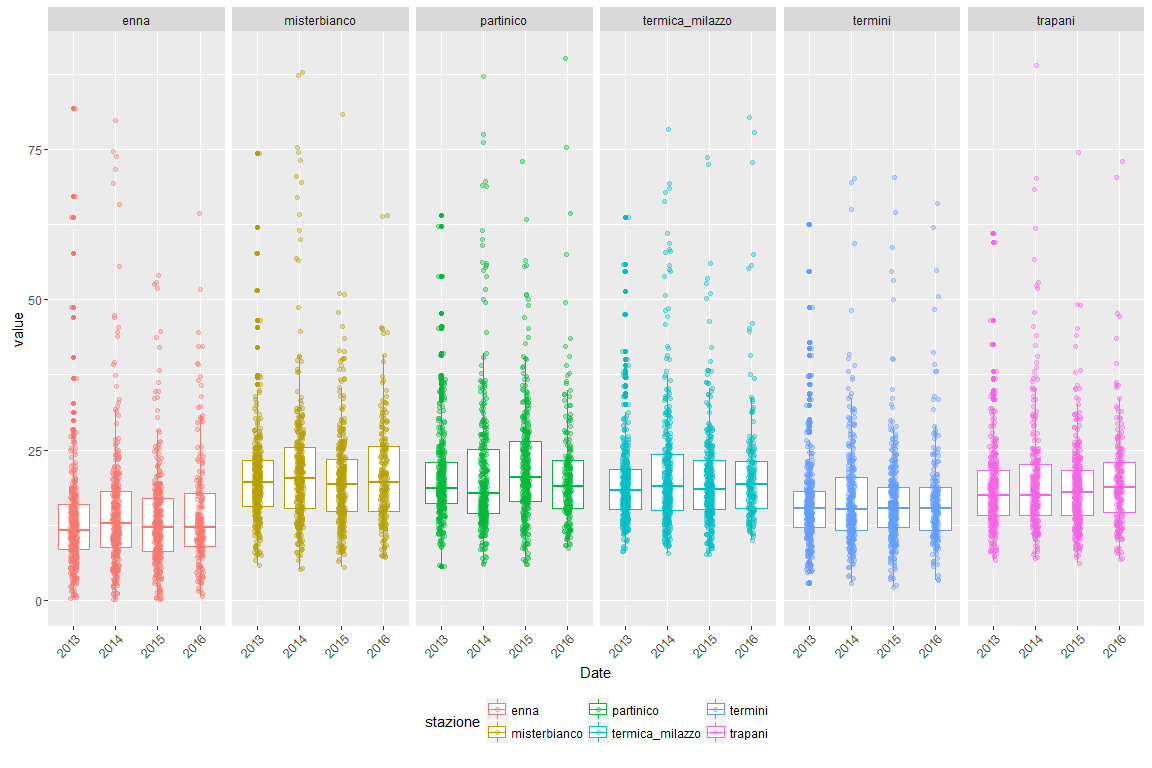 enna misterbianco partinico termica_milazzo termini trapani
75
50
25
0
value
2013 2014 2015 2016 2013 2014 2015 2016 2013 2014 2015 2016 2013 2014 2015 2016 2013 2014 2015 2016 2013 2014 2015 2016
Date
stazione
enna partinico termini
misterbianco termica_milazzo trapani